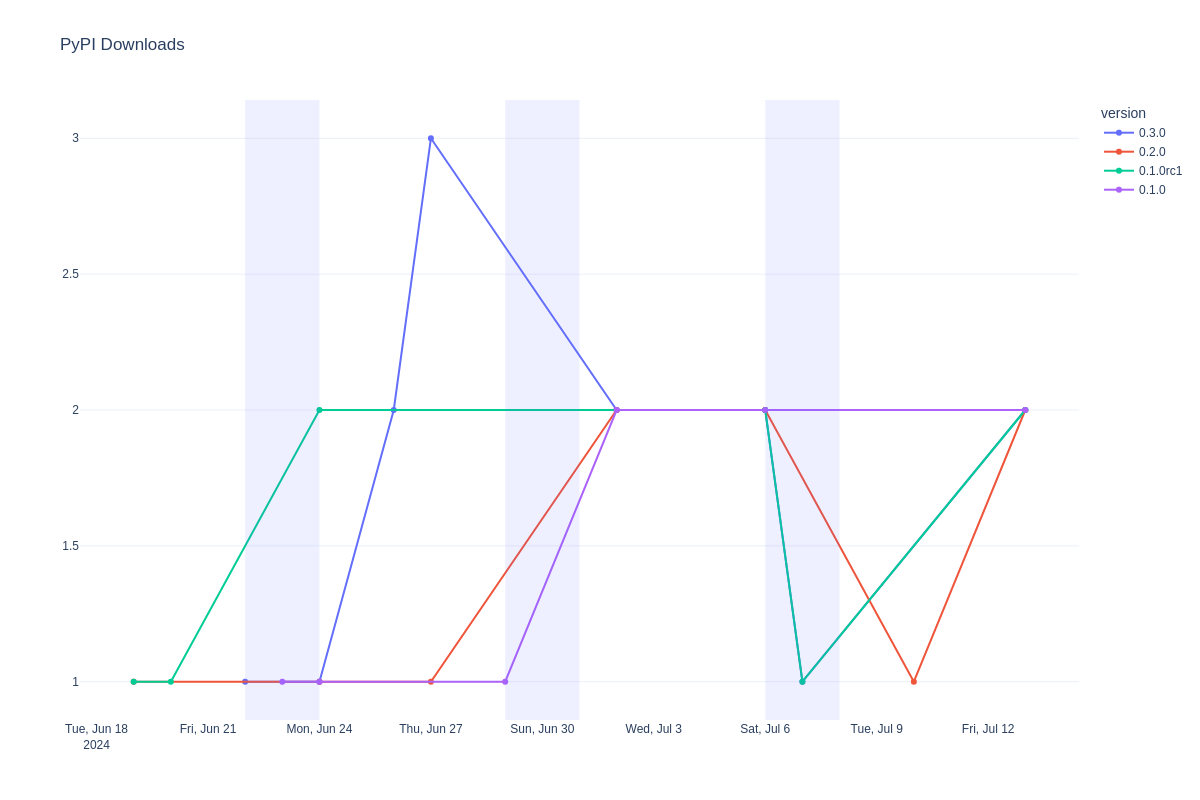 PyPI Downloads
version
0.3.0
0.2.0
0.1.0rc1
0.1.0
3
2.5
2
1.5
1
Tue, Jun 18
2024
Fri, Jun 21
Mon, Jun 24
Thu, Jun 27
Sun, Jun 30
Wed, Jul 3
Sat, Jul 6
Tue, Jul 9
Fri, Jul 12